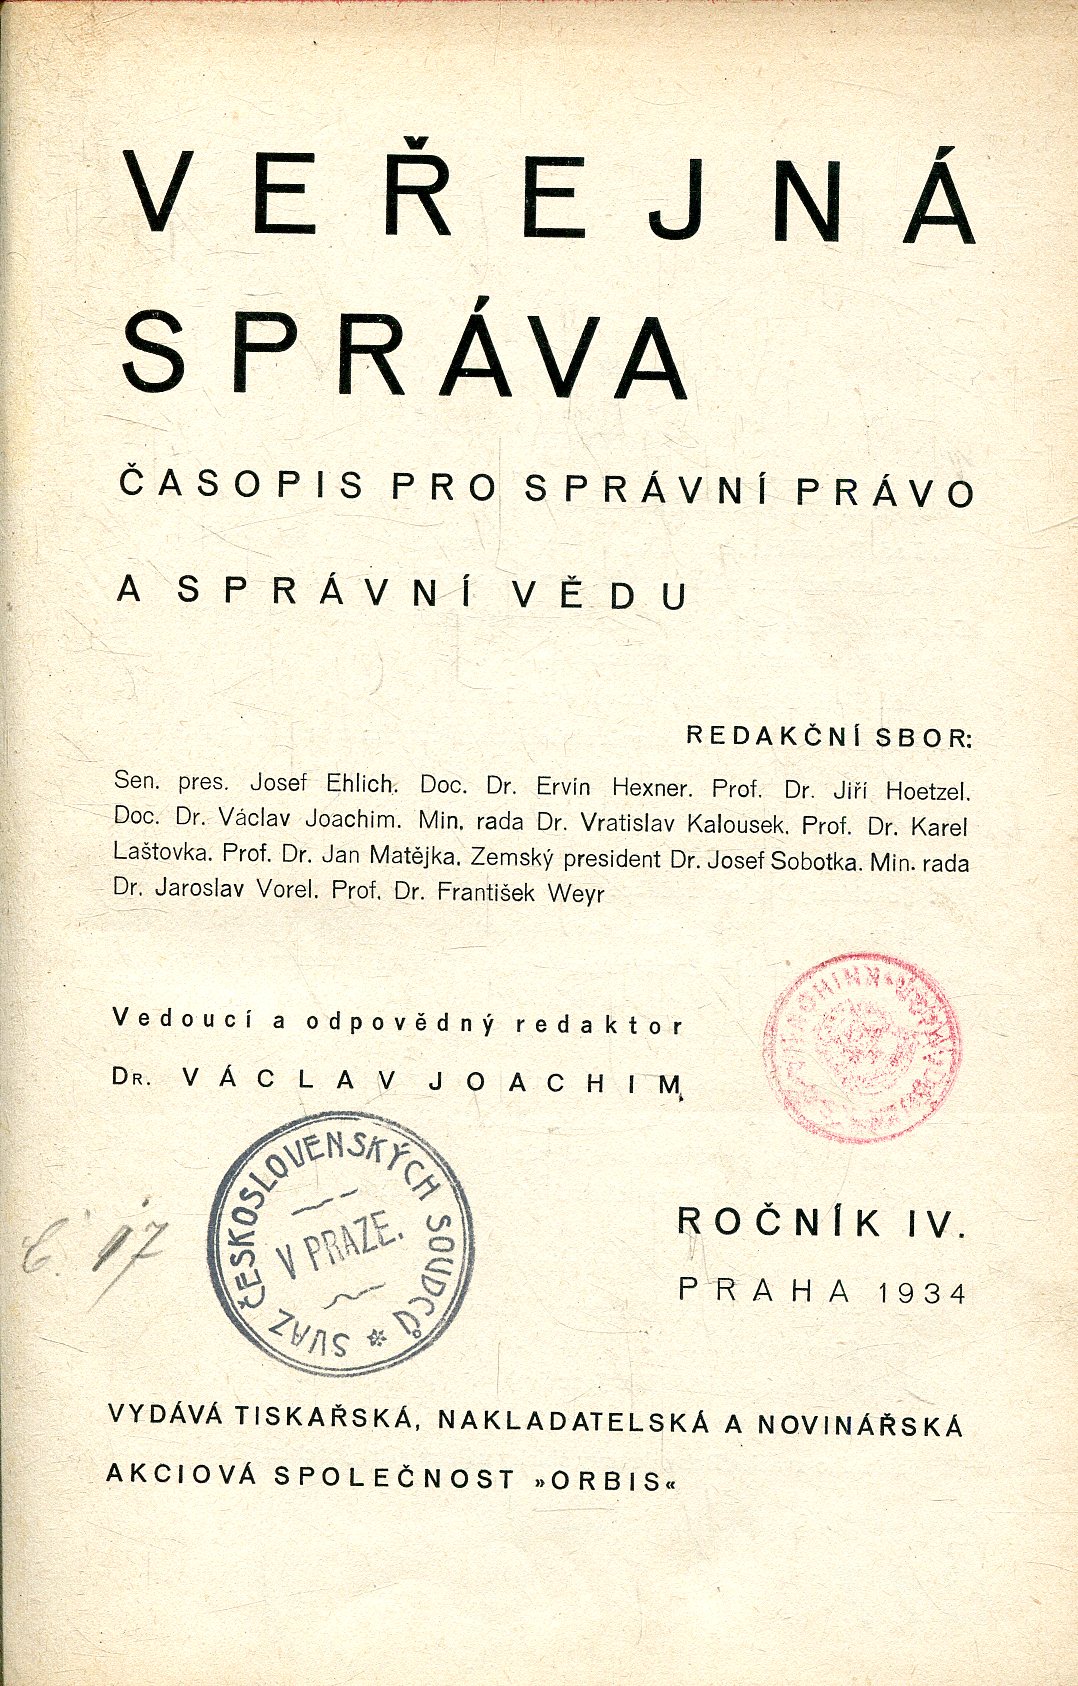 VEŘEJNÁ
SPRÁVA
ČASOPIS PRO SPRÁVNÍ PRÁVO
A SPRÁVNÍ VĚDU
REDAKČNÍ SBOR:
Sen. pres. Josef Ehlich. Doc. Dr. Ervín Hexner. Prof. Dr. Jiří Hoetzel.
Doc. Dr. Václav Joachim. Min. rada Dr. Vratislav Kalousek. Prof. Dr. Karel
Laštovka. Prof. Dr. Jan Matějka. Zemský president Dr. Josef Sobotka. Min. rada
Dr. Jaroslav Vorel. Prof. Dr. František Weyr
Vedoucí a odpovědný redaktor
DR. VÁCLAV JOACHIM
SVAZ ČESKOSLOVENSKÝCH SOUDCŮ
V PRAZE.
17
ROČNÍK IV.
PRAHA 1934
VYDÁVÁ TISKAŘSKÁ, NAKLADATELSKÁ A NOVINÁŘSKÁ
AKCIOVÁ SPOLEČNOST »ORBIS«